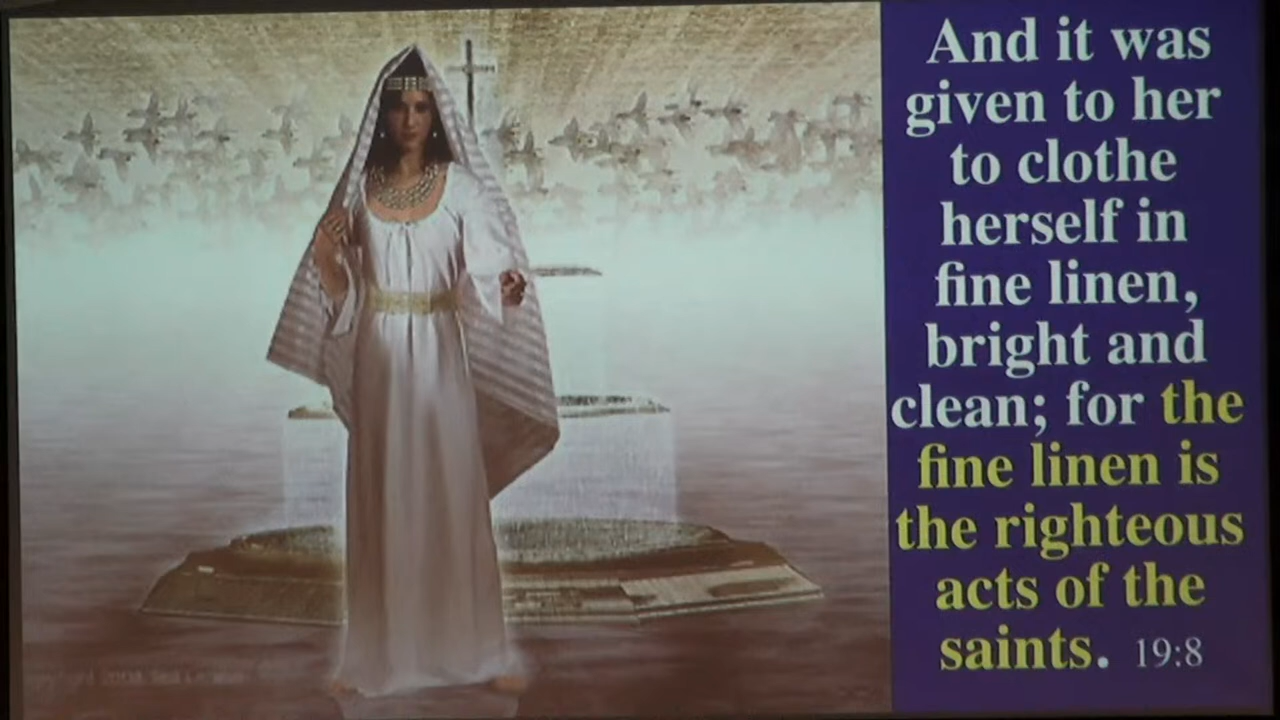 And it was
given to her
to clothe
herself in
fine linen,
bright and
clean; for the
fine linen is
the righteous
acts of the
saints. 19:8